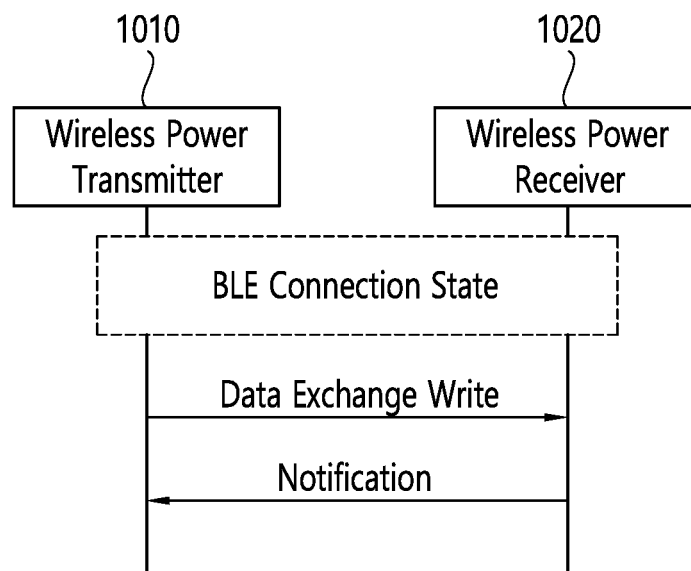 1010
1020
Wireless Power
Transmitter
Wireless Power
Receiver
BLE Connection State
Data Exchange Write
Notification